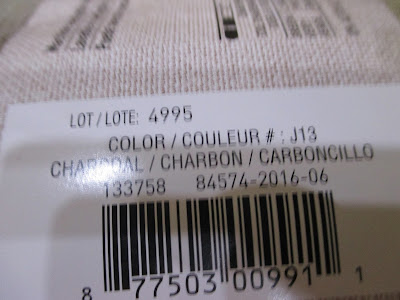 LOT/LOTE: 4995
COLOR / COULEUR # : J13
CHARCOAL / CHARBON / CARBONCILLO
133758 84574-2016-06
8 77503 00991 1